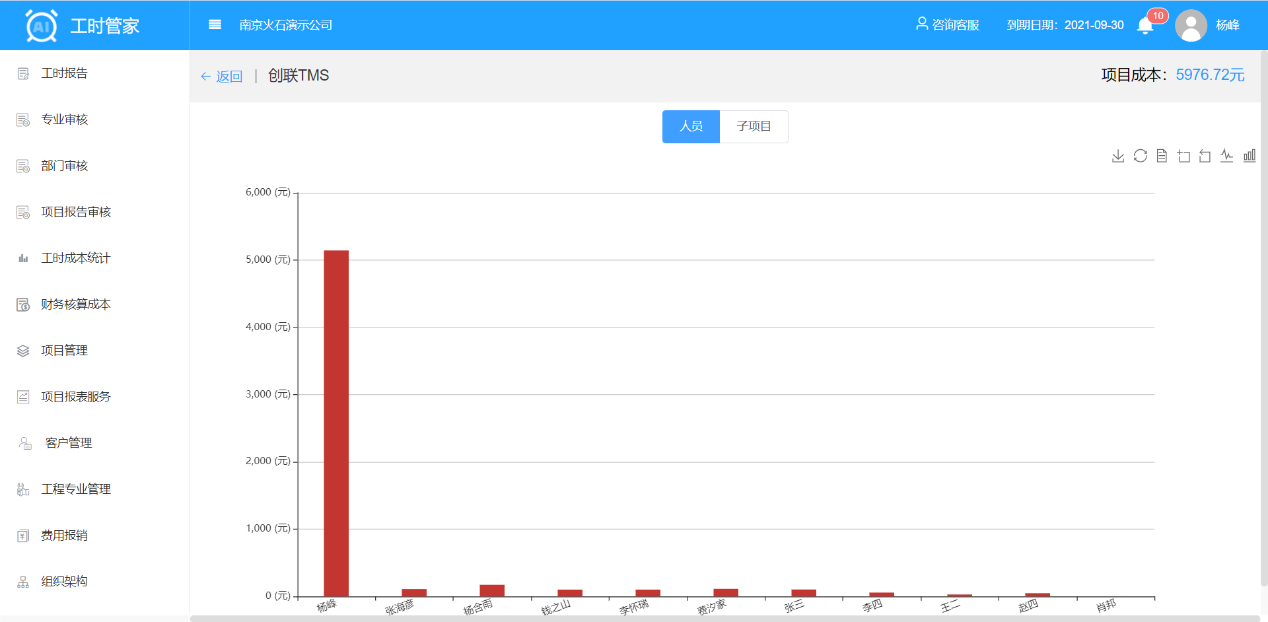 AI 工时管家 南京火石演示公司 咨询客服 到期日期：2021-09-30 10 杨峰
返回 | 创联TMS 项目成本：5976.72元
人员 子项目
工时报告
专业审核
部门审核
项目报告审核
工时成本统计
财务核算成本
项目管理
项目报表服务
客户管理
工程专业管理
费用报销
组织架构
6,000 (元)
5,000 (元)
4,000 (元)
3,000 (元)
2,000 (元)
1,000 (元)
0 (元)
杨峰 张海彦 杨含雨 钱之山 李怀瑞 费汐家 张三 李四 王二 赵四 肖邦